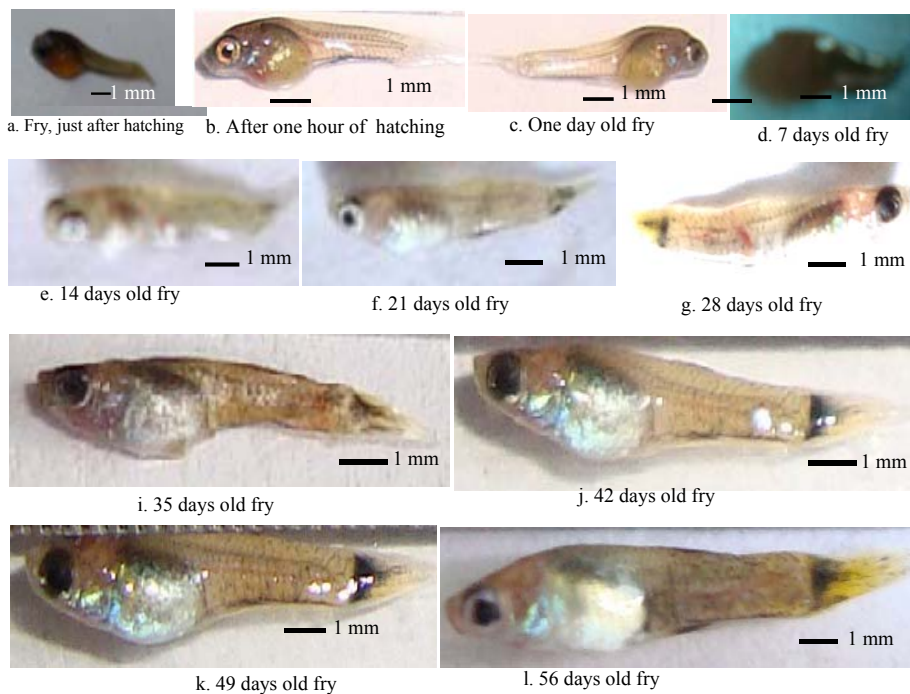 1 mm
1 mm
1 mm
1 mm
a. Fry, just after hatching
b. After one hour of hatching
c. One day old fry
d. 7 days old fry
1 mm
1 mm
1 mm
e. 14 days old fry
f. 21 days old fry
g. 28 days old fry
1 mm
1 mm
i. 35 days old fry
j. 42 days old fry
1 mm
1 mm
k. 49 days old fry
l. 56 days old fry